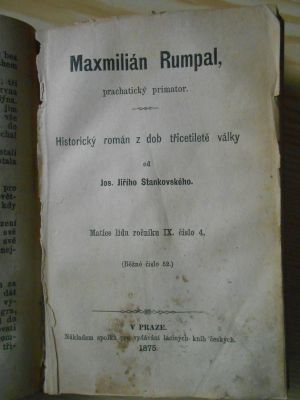 Maxmilián Rumpal,
prachatický primator.
Historický román z dob třicetileté války
od
Jos. Jiřího Stankovského.
Matice lidu ročníku IX. číslo 4.
(Běžné číslo 52.)
V PRAZE.
Nákladem spolku pro vydávání laciných knih českých.
1875.